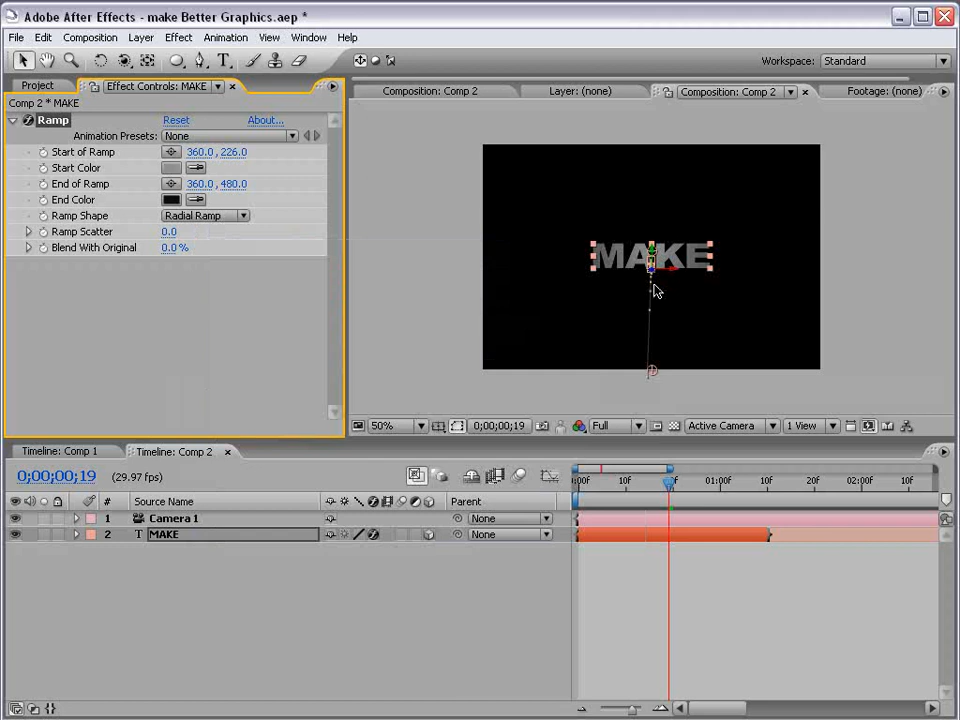 Adobe After Effects - make Better Graphics.aep *
File Edit Composition Layer Effect Animation View Window Help
Workspace: Standard
Project Effect Controls: MAKE
Composition: Comp 2 Layer: (none) Composition: Comp 2 Footage: (none)
Comp 2 * MAKE
Ramp Reset About...
Animation Presets: None
Start of Ramp 360.0 , 226.0
Start Color
End of Ramp 360.0 , 480.0
End Color
Ramp Shape Radial Ramp
Ramp Scatter 0.0
Blend With Original 0.0 %
MAKE
50% 0;00;00;19 Full Active Camera 1 View
Timeline: Comp 1 Timeline: Comp 2
0;00;00;19 (29.97 fps)
:00F 10F 01:00F 10F 02:00F 10F
# Source Name Parent
1 Camera 1 None
2 T MAKE None